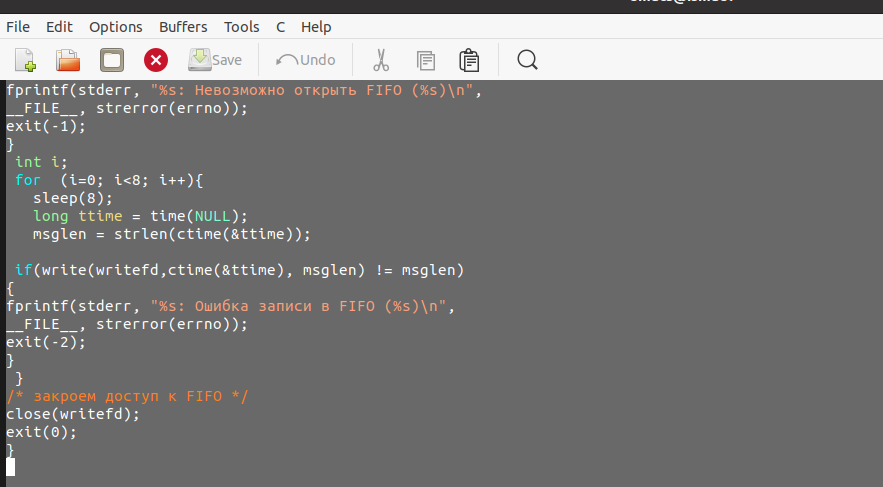 File Edit Options Buffers Tools C Help
Save Undo
fprintf(stderr, "%s: Невозможно открыть FIFO (%s)\n",
__FILE__, strerror(errno));
exit(-1);
}
int i;
for (i=0; i<8; i++){
sleep(8);
long ttime = time(NULL);
msglen = strlen(ctime(&ttime));
if(write(writefd,ctime(&ttime), msglen) != msglen)
{
fprintf(stderr, "%s: Ошибка записи в FIFO (%s)\n",
__FILE__, strerror(errno));
exit(-2);
}
}
/* закроем доступ к FIFO */
close(writefd);
exit(0);
}